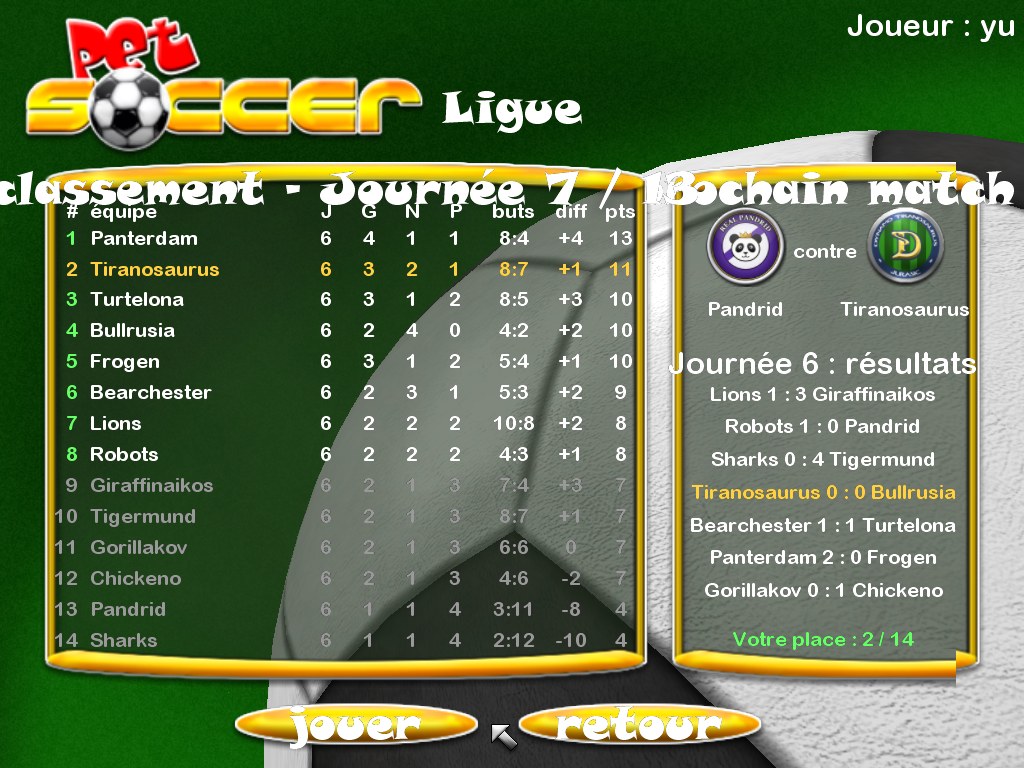 Joueur : yu
Pet
SOCCER
Ligue
classement - Journée 7 / 13
# équipe J G N P buts diff pts
1 Panterdam 6 4 1 1 8:4 +4 13
2 Tiranosaurus 6 3 2 1 8:7 +1 11
3 Turtelona 6 3 1 2 8:5 +3 10
4 Bullrusia 6 2 4 0 4:2 +2 10
5 Frogen 6 3 1 2 5:4 +1 10
6 Bearchester 6 2 3 1 5:3 +2 9
7 Lions 6 2 2 2 10:8 +2 8
8 Robots 6 2 2 2 4:3 +1 8
9 Giraffinaikos 6 2 1 3 7:4 +3 7
10 Tigermund 6 2 1 3 8:7 +1 7
11 Gorillakov 6 2 1 3 6:6 0 7
12 Chickeno 6 2 1 3 4:6 -2 7
13 Pandrid 6 1 1 4 3:11 -8 4
14 Sharks 6 1 1 4 2:12 -10 4
ochain match
REAL PANDRID
contre
Pandrid Tiranosaurus
Journée 6 : résultats
Lions 1 : 3 Giraffinaikos
Robots 1 : 0 Pandrid
Sharks 0 : 4 Tigermund
Tiranosaurus 0 : 0 Bullrusia
Bearchester 1 : 1 Turtelona
Panterdam 2 : 0 Frogen
Gorillakov 0 : 1 Chickeno
Votre place : 2 / 14
jouer
retour